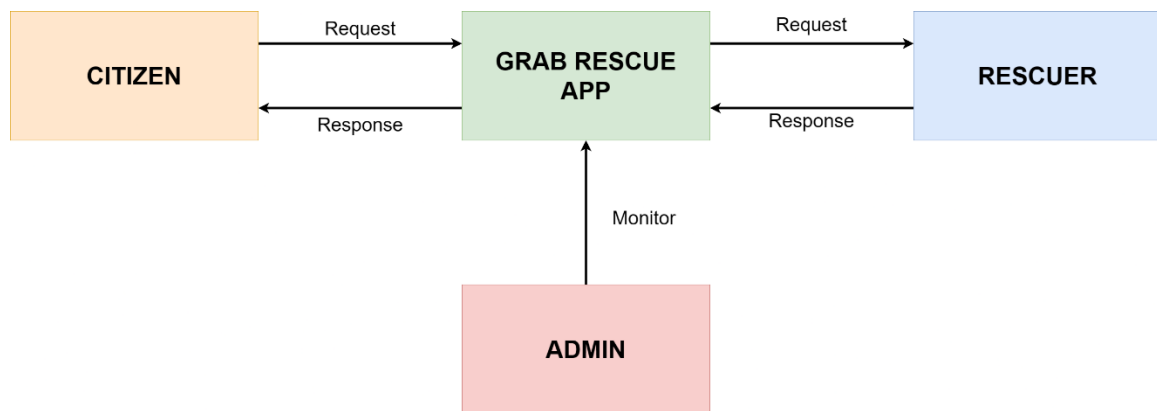 Request
Request
CITIZEN
GRAB RESCUE
APP
RESCUER
Response
Response
Monitor
ADMIN